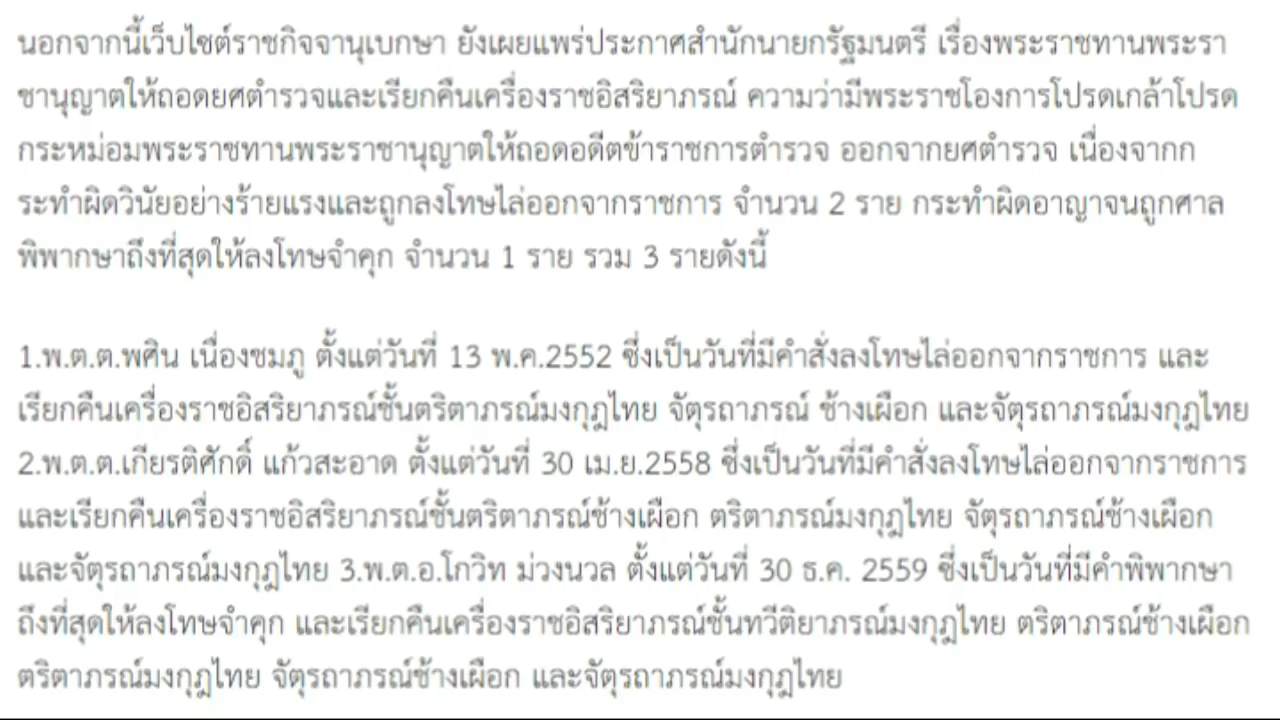 นอกจากนี้เว็บไซต์ราชกิจจานุเบกษา ยังเผยแพร่ประกาศสำนักนายกรัฐมนตรี เรื่องพระราชทานพระรา
ชานุญาตให้ถอดยศตำรวจและเรียกคืนเครื่องราชอิสริยาภรณ์ ความว่ามีพระราชโองการโปรดเกล้าโปรด
กระหม่อมพระราชทานพระราชานุญาตให้ถอดอดีตข้าราชการตำรวจ ออกจากยศตำรวจ เนื่องจากก
ระทำผิดวินัยอย่างร้ายแรงและถูกลงโทษไล่ออกจากราชการ จำนวน 2 ราย กระทำผิดอาญาจนถูกศาล
พิพากษาถึงที่สุดให้ลงโทษจำคุก จำนวน 1 ราย รวม 3 รายดังนี้
1.พ.ต.ต.พศิน เนื่องชมภู ตั้งแต่วันที่ 13 พ.ค.2552 ซึ่งเป็นวันที่มีคำสั่งลงโทษไล่ออกจากราชการ และ
เรียกคืนเครื่องราชอิสริยาภรณ์ชั้นตริตาภรณ์มงกุฎไทย จัตุรถาภรณ์ ช้างเผือก และจัตุรถาภรณ์มงกุฎไทย
2.พ.ต.ต.เกียรติศักดิ์ แก้วสะอาด ตั้งแต่วันที่ 30 เม.ย.2558 ซึ่งเป็นวันที่มีคำสั่งลงโทษไล่ออกจากราชการ
และเรียกคืนเครื่องราชอิสริยาภรณ์ชั้นตริตาภรณ์ช้างเผือก ตริตาภรณ์มงกุฎไทย จัตุรถาภรณ์ช้างเผือก
และจัตุรถาภรณ์มงกุฎไทย 3.พ.ต.อ.โกวิท ม่วงนวล ตั้งแต่วันที่ 30 ธ.ค. 2559 ซึ่งเป็นวันที่มีคำพิพากษา
ถึงที่สุดให้ลงโทษจำคุก และเรียกคืนเครื่องราชอิสริยาภรณ์ชั้นทวีติยาภรณ์มงกุฎไทย ตริตาภรณ์ช้างเผือก
ตริตาภรณ์มงกุฎไทย จัตุรถาภรณ์ช้างเผือก และจัตุรถาภรณ์มงกุฎไทย